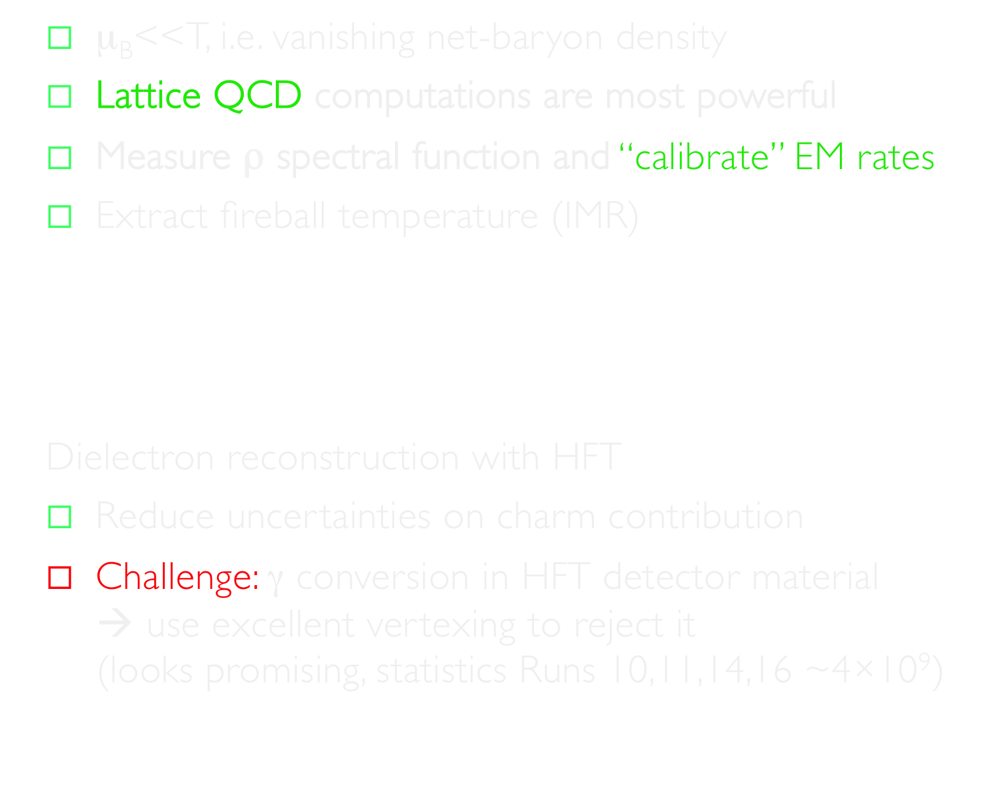 μB<<T, i.e. vanishing net-baryon density
Lattice QCD computations are most powerful
Measure ρ spectral function and “calibrate” EM rates
Extract fireball temperature (IMR)
Dielectron reconstruction with HFT
Reduce uncertainties on charm contribution
Challenge: γ conversion in HFT detector material
→ use excellent vertexing to reject it
(looks promising, statistics Runs 10,11,14,16 ~4×10⁹)